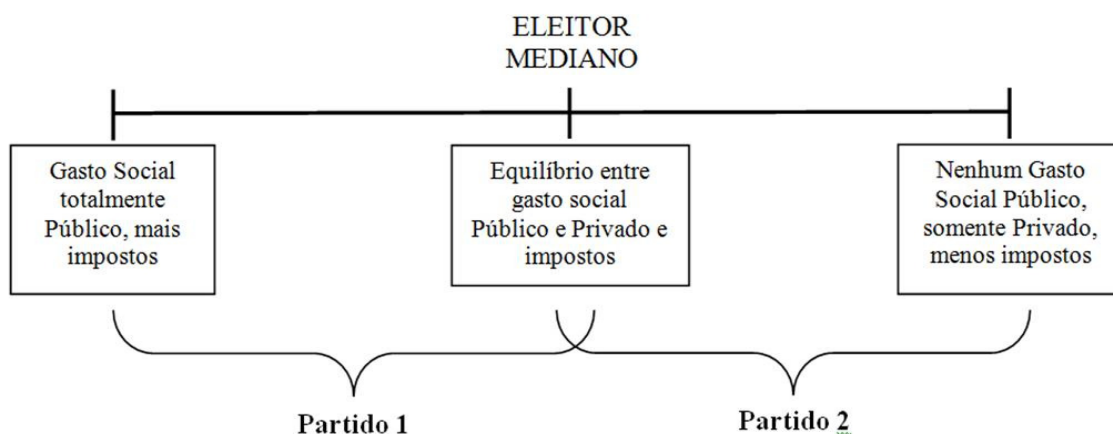 ELEITOR
MEDIANO
Gasto Social
totalmente
Público, mais
impostos
Equilíbrio entre
gasto social
Público e Privado e
impostos
Nenhum Gasto
Social Público,
somente Privado,
menos impostos
Partido 1
Partido 2